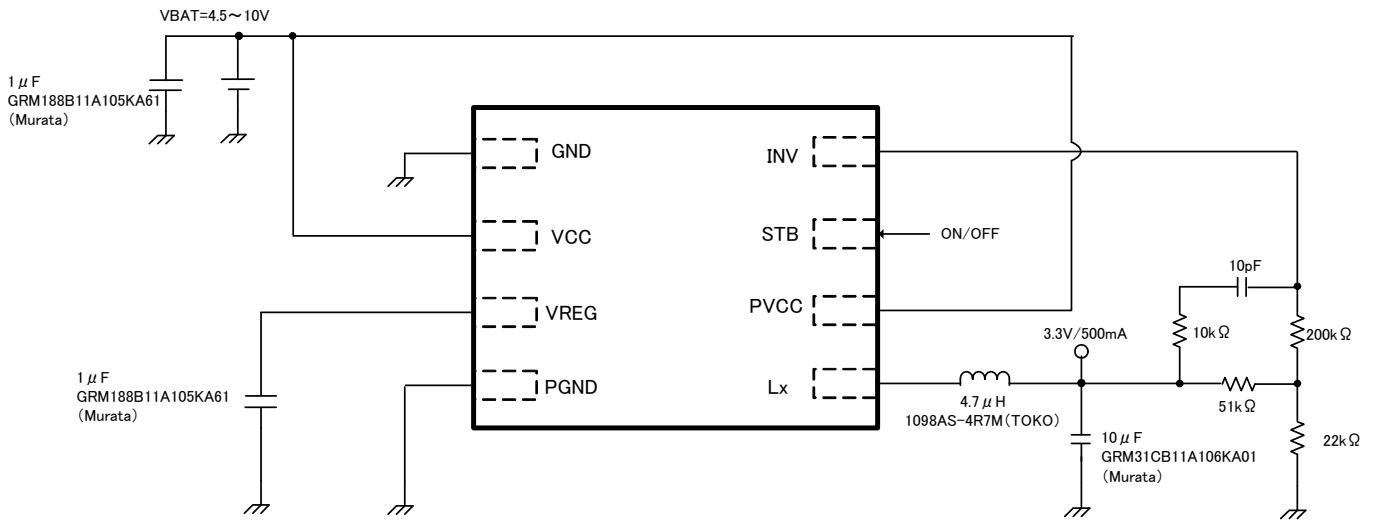 VBAT=4.5～10V
1μF
GRM188B11A105KA61
(Murata)
GND
VCC
VREG
PGND
INV
STB
PVCC
Lx
ON/OFF
1μF
GRM188B11A105KA61
(Murata)
10pF
10kΩ
200kΩ
3.3V/500mA
51kΩ
4.7μH
1098AS-4R7M(TOKO)
10μF
GRM31CB11A106KA01
(Murata)
22kΩ